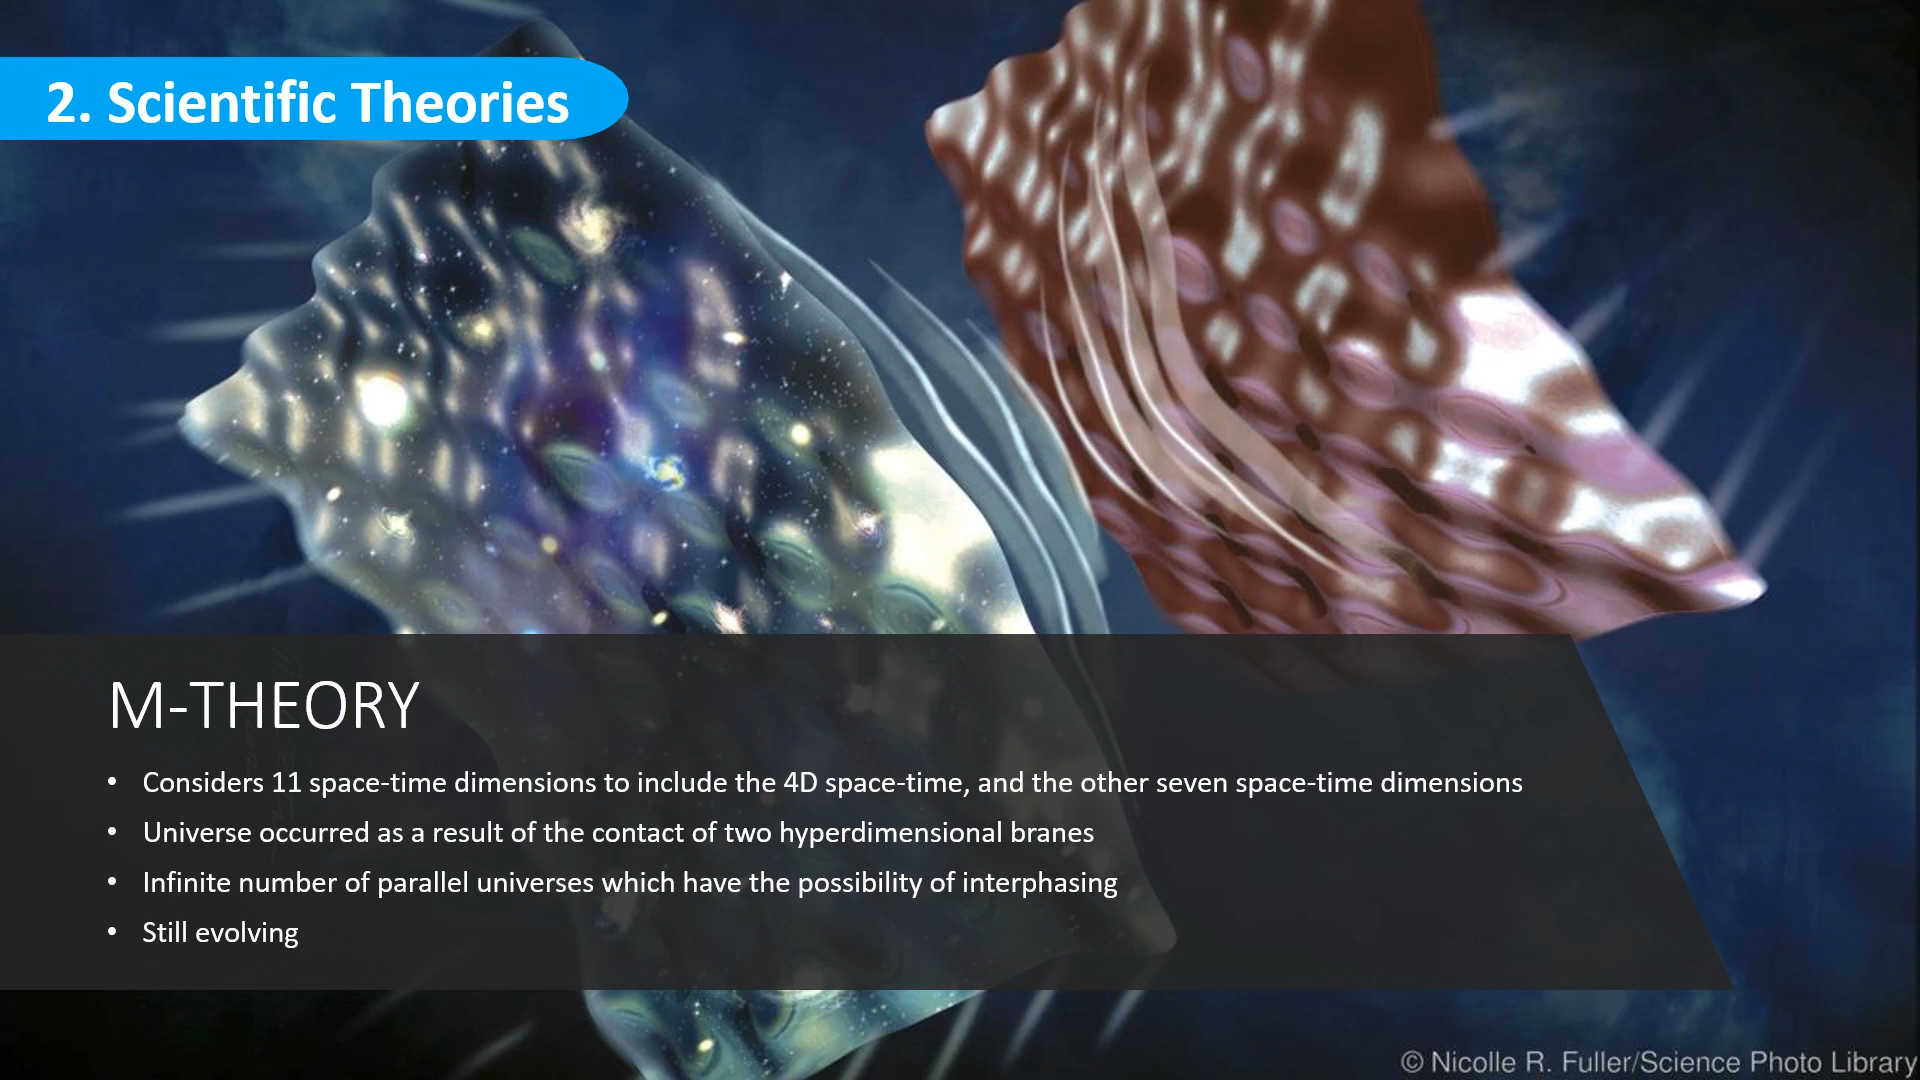 2. Scientific Theories
M-THEORY
• Considers 11 space-time dimensions to include the 4D space-time, and the other seven space-time dimensions
• Universe occurred as a result of the contact of two hyperdimensional branes
• Infinite number of parallel universes which have the possibility of interphasing
• Still evolving
© Nicolle R. Fuller/Science Photo Library